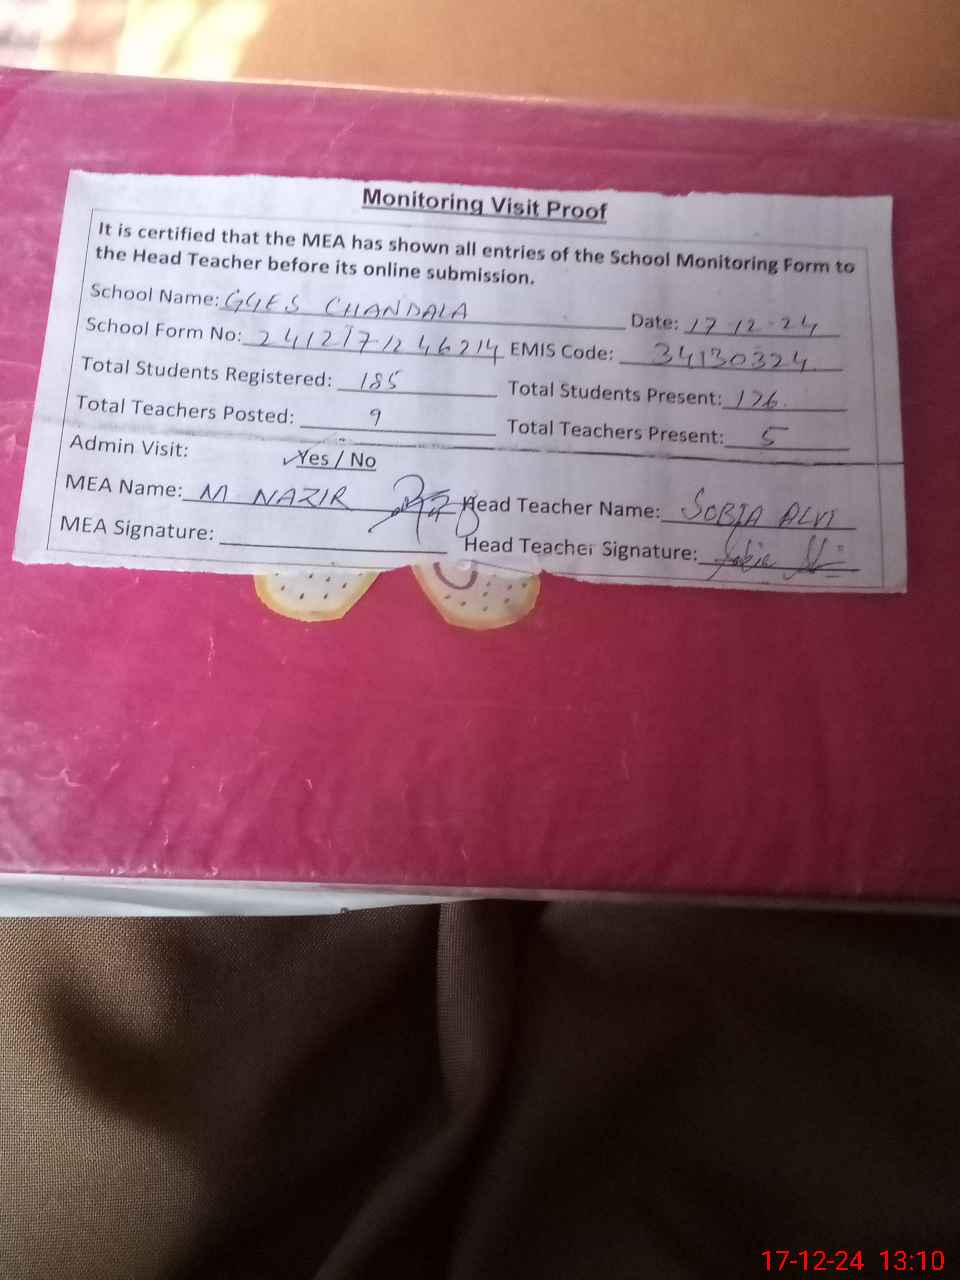 Monitoring Visit Proof
It is certified that the MEA has shown all entries of the School Monitoring Form to
the Head Teacher before its online submission.
School Name: GGES CHANDALA Date: 17 12-24
School Form No: 2412171246214 EMIS Code: 34130324
Total Students Registered: 185 Total Students Present: 126
Total Teachers Posted: 9 Total Teachers Present: 5
Admin Visit: Yes / No
MEA Name: M NAZIR Head Teacher Name: SOBIA ALVI
MEA Signature: Head Teacher Signature: Sobia
17-12-24 13:10